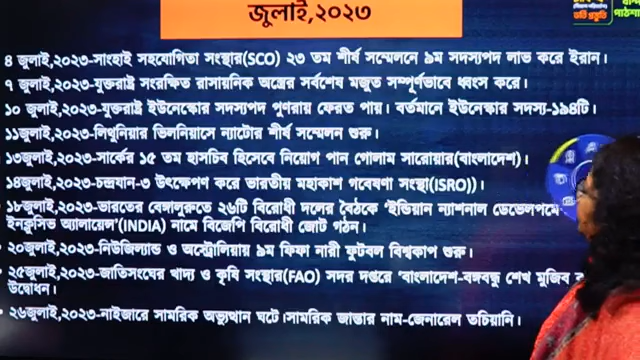 জুলাই,২০২৩
৪ জুলাই,২০২৩-সাংহাই সহযোগিতা সংস্থার(SCO) ২৩ তম শীর্ষ সম্মেলনে ৯ম সদস্যপদ লাভ করে ইরান।
৭ জুলাই,২০২৩-যুক্তরাষ্ট্র সংরক্ষিত রাসায়নিক অস্ত্রের সর্বশেষ মজুত সম্পূর্ণভাবে ধ্বংস করে।
১০ জুলাই,২০২৩-যুক্তরাষ্ট্র ইউনেস্কোর সদস্যপদ পুণরায় ফেরত পায়। বর্তমানে ইউনেস্কার সদস্য-১৯৪টি।
১১জুলাই,২০২৩-লিথুনিয়ার ভিলনিয়াসে ন্যাটোর শীর্ষ সম্মেলন শুরু।
১৩জুলাই,২০২৩-সার্কের ১৫ তম হাসচিব হিসেবে নিয়োগ পান গোলাম সারোয়ার(বাংলাদেশ)।
১৪জুলাই,২০২৩-চন্দ্রযান-৩ উৎক্ষেপণ করে ভারতীয় মহাকাশ গবেষণা সংস্থা(ISRO))।
১৮জুলাই,২০২৩-ভারতের বেঙ্গালুরুতে ২৬টি বিরোধী দলের বৈঠকে ‘ইন্ডিয়ান ন্যাশনাল ডেভেলপমে
ইনক্লুসিভ অ্যালায়েন্স’(INDIA) নামে বিজেপি বিরোধী জোট গঠন।
২০জুলাই,২০২৩-নিউজিল্যান্ড ও অস্ট্রেলিয়ায় ৯ম ফিফা নারী ফুটবল বিশ্বকাপ শুরু।
২৫জুলাই,২০২৩-জাতিসংঘের খাদ্য ও কৃষি সংস্থার(FAO) সদর দপ্তরে ‘বাংলাদেশ-বঙ্গবন্ধু শেখ মুজিব
উদ্বোধন।
২৬জুলাই,২০২৩-নাইজারে সামরিক অভ্যুত্থান ঘটে।সামরিক জান্তার নাম-জেনারেল তচিয়ানি।